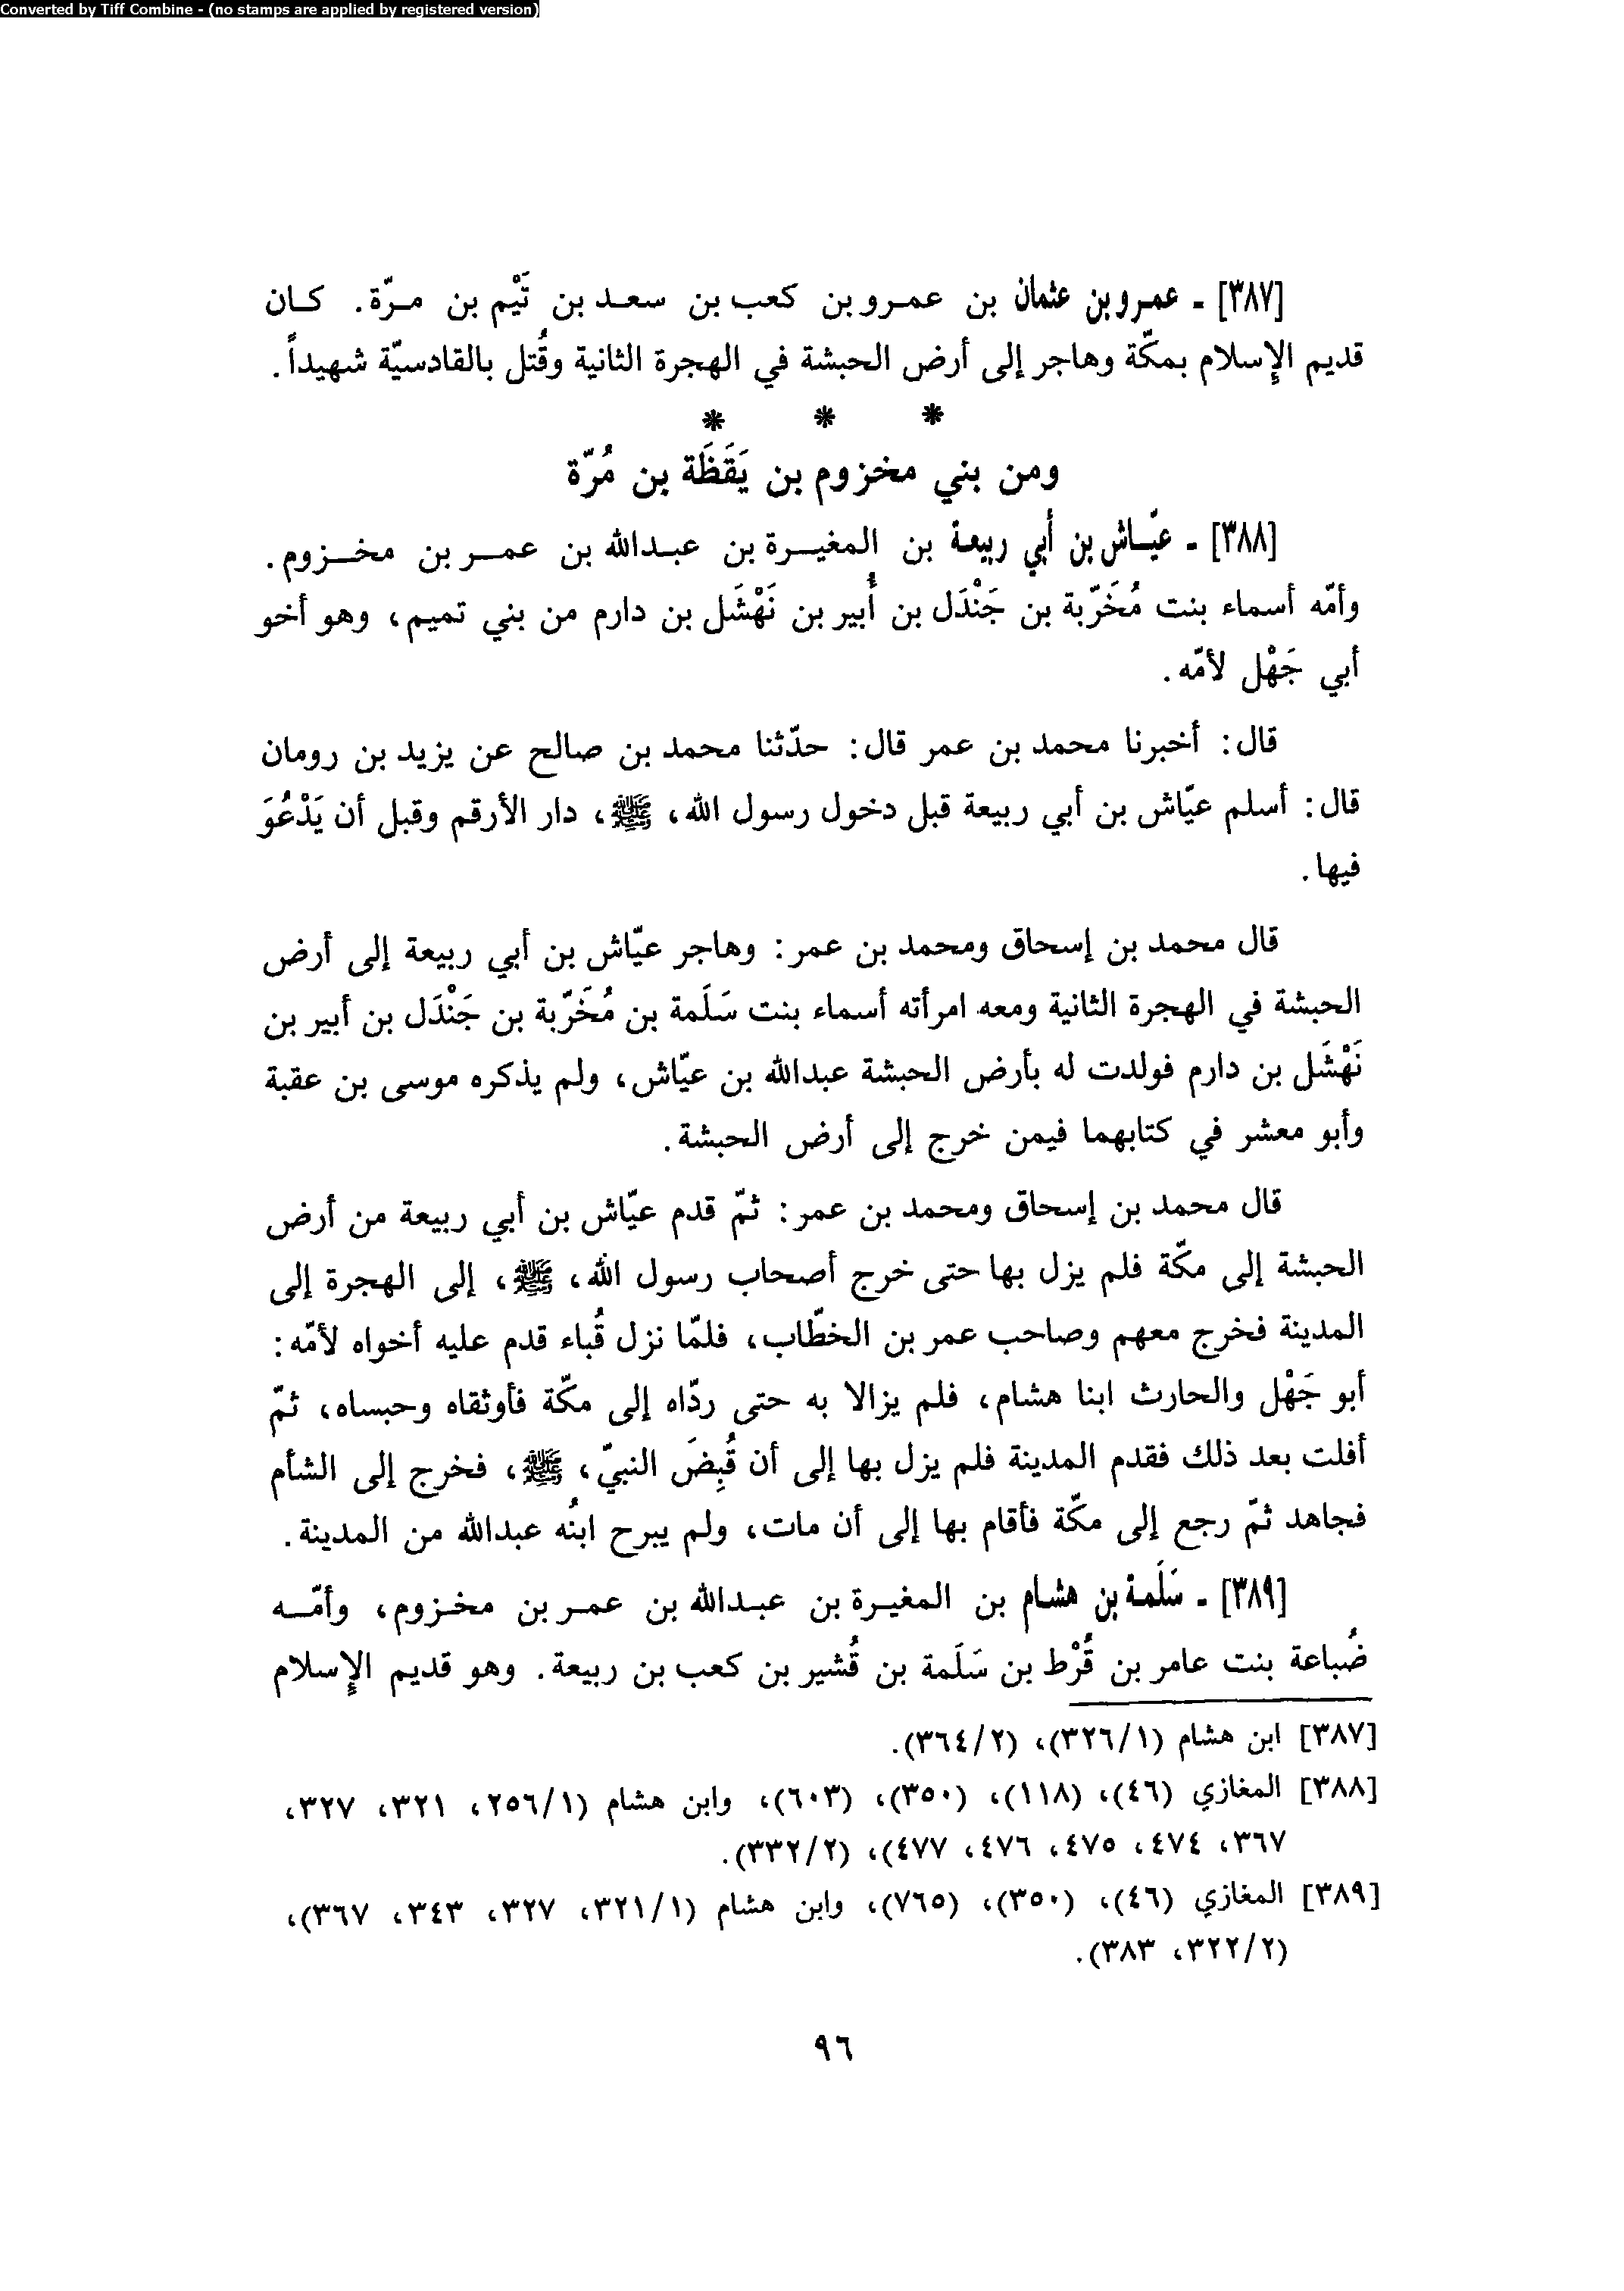 Converted by Tiff Combine - (no stamps are applied by registered version)
[٣٨٧] ـ عمرو بن عثمان بن عمرو بن كعب بن سعد بن تَيْم بن مرّة. كان
قديم الإِسلام بمكّة وهاجر إلى أرض الحبشة في الهجرة الثانية وقُتل بالقادسيّة شهيداً.
* * *
ومن بني مخزوم بن يَقَظَة بن مُرّة
[٣٨٨] ـ عيّاش بن أبي ربيعة بن المغيرة بن عبدالله بن عمر بن مخزوم.
وأمّه أسماء بنت مُخَرّبة بن جَنْدَل بن أُبير بن نَهْشَل بن دارم من بني تميم، وهو أخو
أبي جَهْل لأمّه.
قال: أخبرنا محمد بن عمر قال: حدّثنا محمد بن صالح عن يزيد بن رومان
قال: أسلم عيّاش بن أبي ربيعة قبل دخول رسول الله، ﷺ، دار الأرقم وقبل أن يَدْعُوَ
فيها.
قال محمد بن إسحاق ومحمد بن عمر: وهاجر عيّاش بن أبي ربيعة إلى أرض
الحبشة في الهجرة الثانية ومعه امرأته أسماء بنت سَلَمة بن مُخَرّبة بن جَنْدَل بن أبير بن
نَهْشَل بن دارم فولدت له بأرض الحبشة عبدالله بن عيّاش، ولم يذكره موسى بن عقبة
وأبو معشر في كتابهما فيمن خرج إلى أرض الحبشة.
قال محمد بن إسحاق ومحمد بن عمر: ثمّ قدم عيّاش بن أبي ربيعة من أرض
الحبشة إلى مكّة فلم يزل بها حتى خرج أصحاب رسول الله، ﷺ، إلى الهجرة إلى
المدينة فخرج معهم وصاحب عمر بن الخطّاب، فلمّا نزل قُباء قدم عليه أخواه لأمّه:
أبو جَهْل والحارث ابنا هشام، فلم يزالا به حتى ردّاه إلى مكّة فأوثقاه وحبساه، ثمّ
أفلت بعد ذلك فقدم المدينة فلم يزل بها إلى أن قُبِضَ النبيّ، ﷺ، فخرج إلى الشأم
فجاهد ثمّ رجع إلى مكّة فأقام بها إلى أن مات، ولم يبرح ابنُه عبدالله من المدينة.
[٣٨٩] ـ سَلَمة بن هشام بن المغيرة بن عبدالله بن عمر بن مخزوم، وأمّه
ضُباعة بنت عامر بن قُرْط بن سَلَمة بن قُشير بن كعب بن ربيعة. وهو قديم الإِسلام
[٣٨٧] ابن هشام (١/٣٢٦)، (٢/٣٦٤).
[٣٨٨] المغازي (٤٦)، (١١٨)، (٣٥٠)، (٦٠٣)، وابن هشام (١/٢٥٦، ٣٢١، ٣٢٧،
٣٦٧، ٤٧٤، ٤٧٥، ٤٧٦، ٤٧٧)، (٢/٣٣٢).
[٣٨٩] المغازي (٤٦)، (٣٥٠)، (٧٦٥)، وابن هشام (١/٣٢١، ٣٢٧، ٣٤٣، ٣٦٧)،
(٢/٣٢٢، ٣٨٣).
٩٦